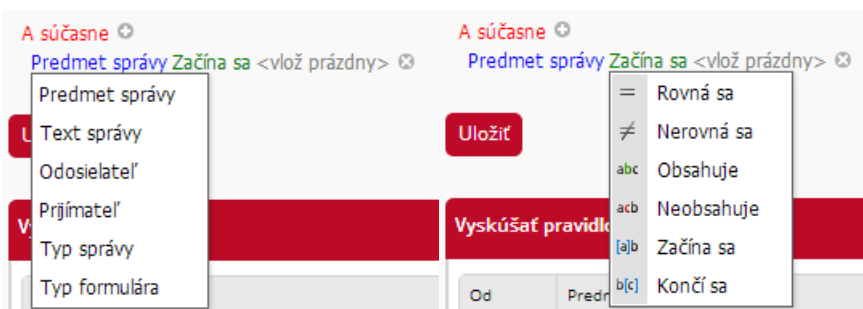 A súčasne
Predmet správy Začína sa <vlož prázdny>
Predmet správy
Text správy
Odosielateľ
Prijímateľ
Typ správy
Typ formulára
A súčasne
Predmet správy Začína sa <vlož prázdny>
= Rovná sa
≠ Nerovná sa
abc Obsahuje
acb Neobsahuje
[a]b Začína sa
b[c] Končí sa
Uložiť
Vyskúšať pravidlo
Od